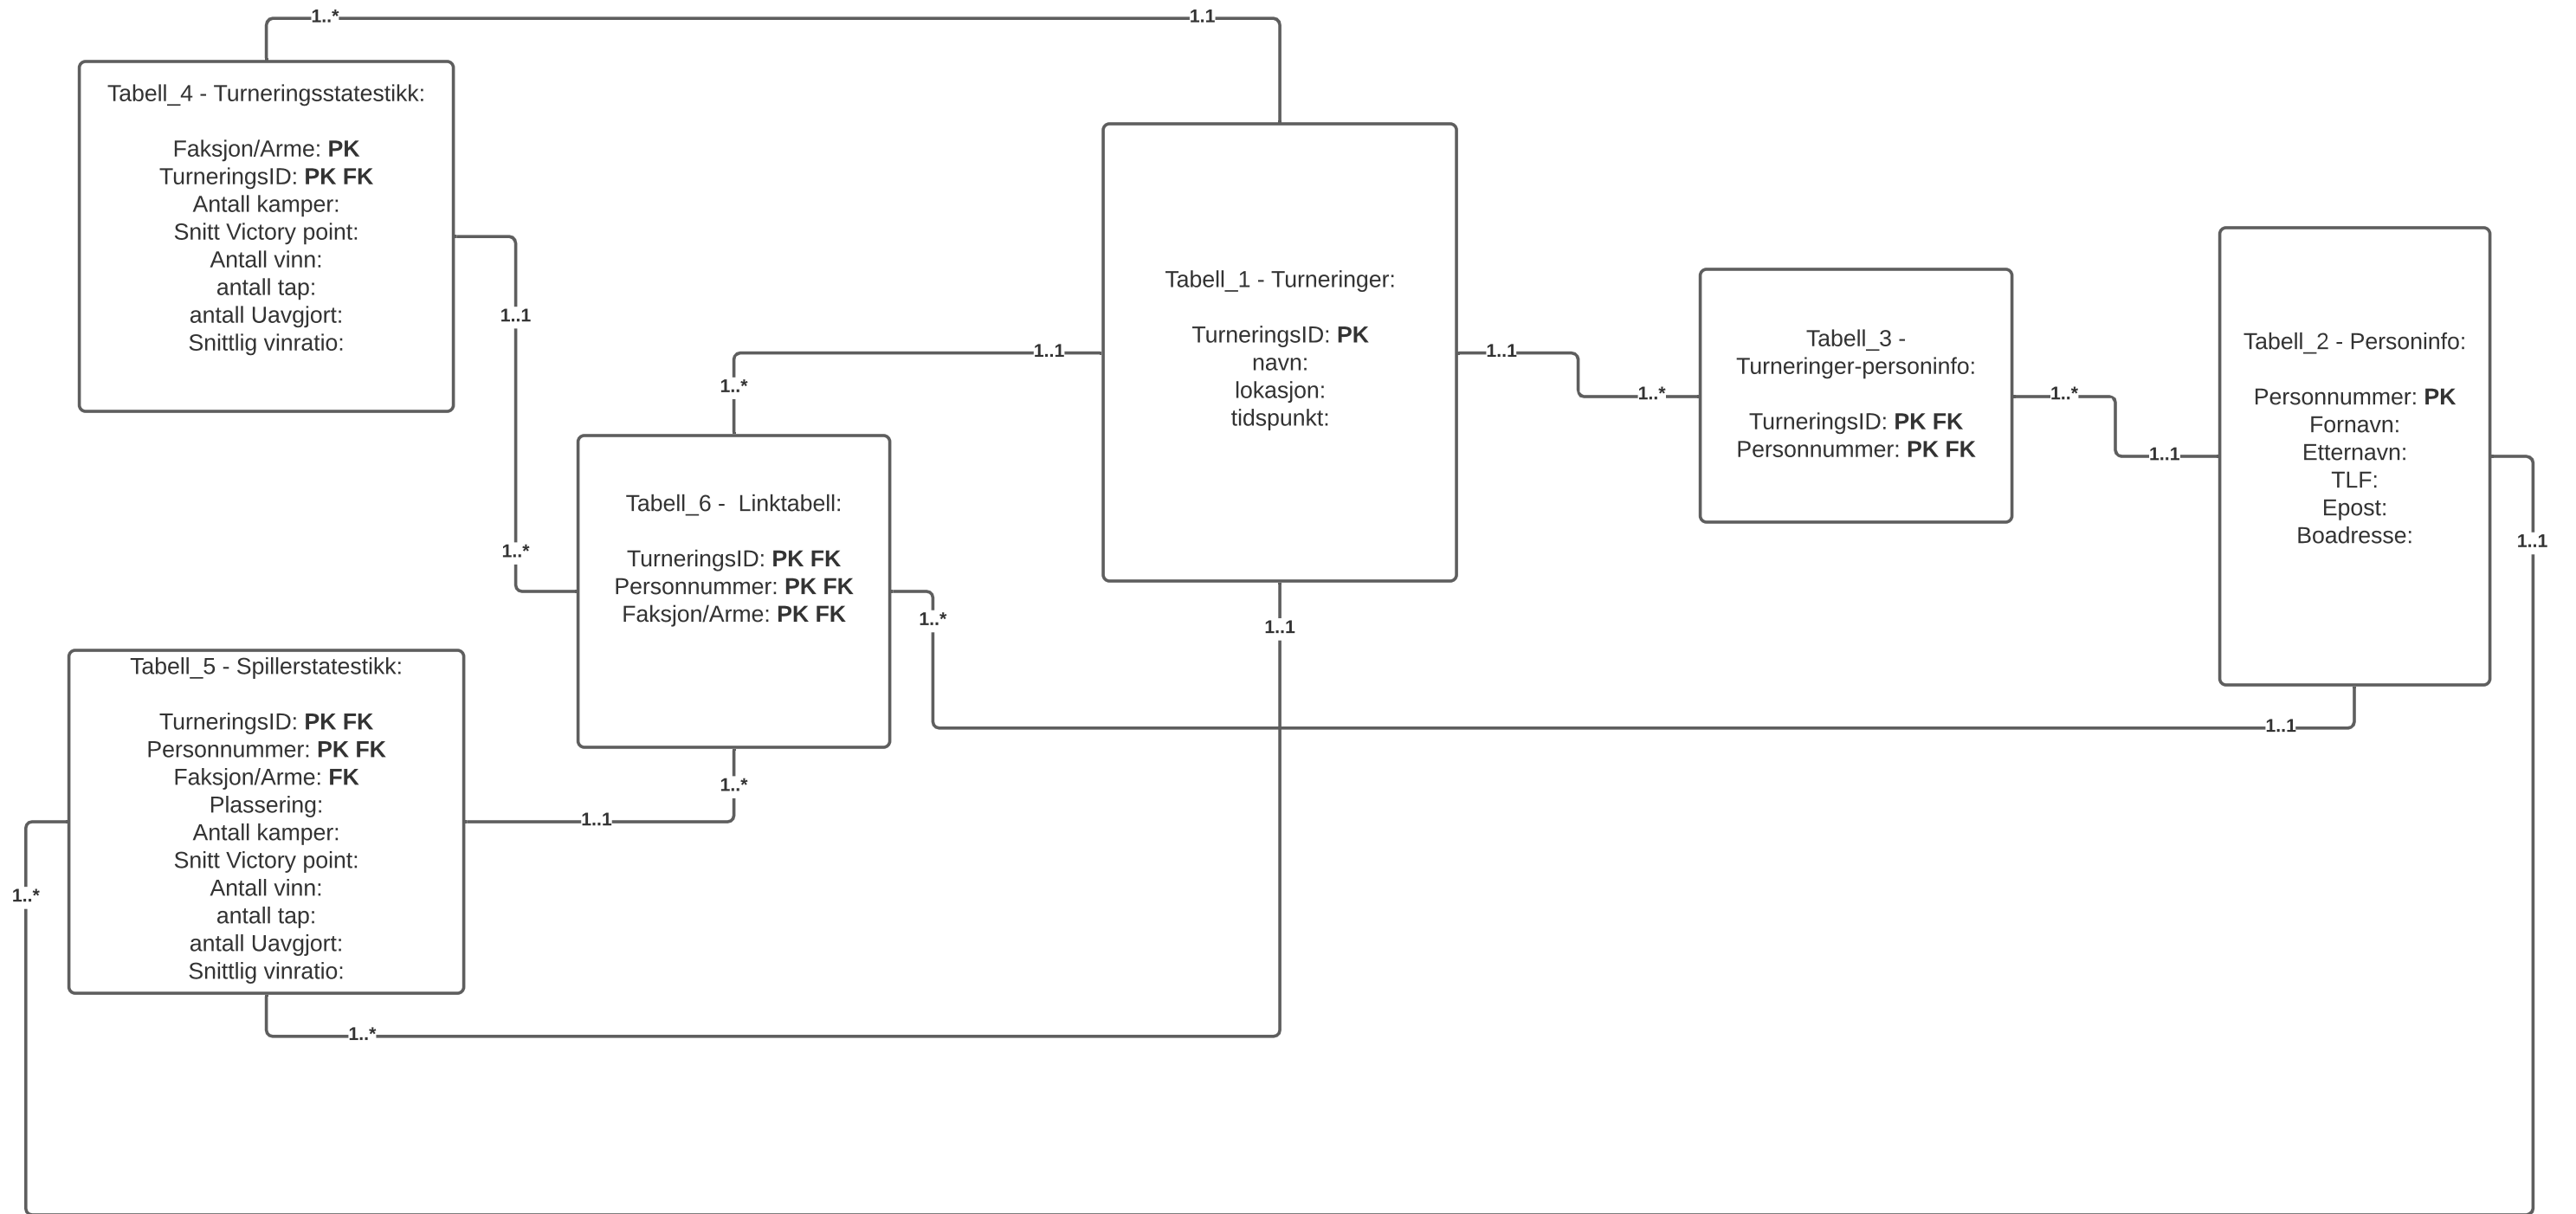 1..*
1.1
Tabell_4 - Turneringsstatestikk:
Faksjon/Arme: PK
TurneringsID: PK FK
Antall kamper:
Snitt Victory point:
Antall vinn:
antall tap:
antall Uavgjort:
Snittlig vinratio:
1..1
1..*
Tabell_1 - Turneringer:
TurneringsID: PK
navn:
lokasjon:
tidspunkt:
1..1
1..*
1..1
1..*
Tabell_3 -
Turneringer-personinfo:
TurneringsID: PK FK
Personnummer: PK FK
1..*
1..1
Tabell_2 - Personinfo:
Personnummer: PK
Fornavn:
Etternavn:
TLF:
Epost:
Boadresse:
1..1
Tabell_6 -  Linktabell:
TurneringsID: PK FK
Personnummer: PK FK
Faksjon/Arme: PK FK
1..*
1..1
1..1
1..*
1..1
Tabell_5 - Spillerstatestikk:
TurneringsID: PK FK
Personnummer: PK FK
Faksjon/Arme: FK
Plassering:
Antall kamper:
Snitt Victory point:
Antall vinn:
antall tap:
antall Uavgjort:
Snittlig vinratio:
1..*
1..*